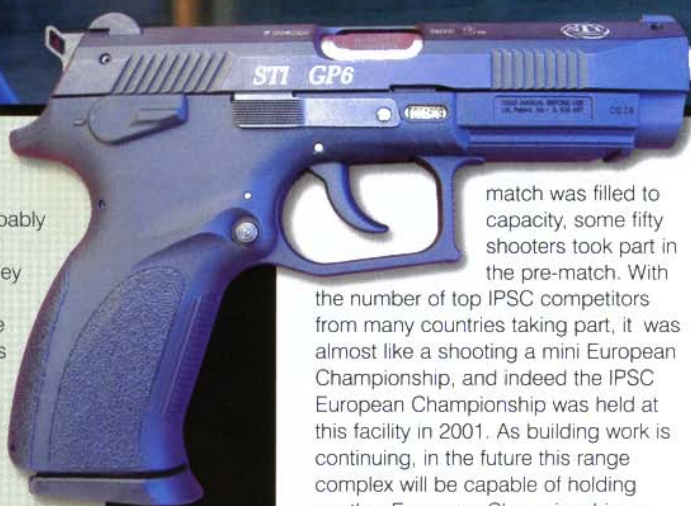 STI GP6
STI
pably
ey
e
s
match was filled to
capacity, some fifty
shooters took part in
the pre-match. With
the number of top IPSC competitors
from many countries taking part, it was
almost like a shooting a mini European
Championship, and indeed the IPSC
European Championship was held at
this facility in 2001. As building work is
continuing, in the future this range
complex will be capable of holding